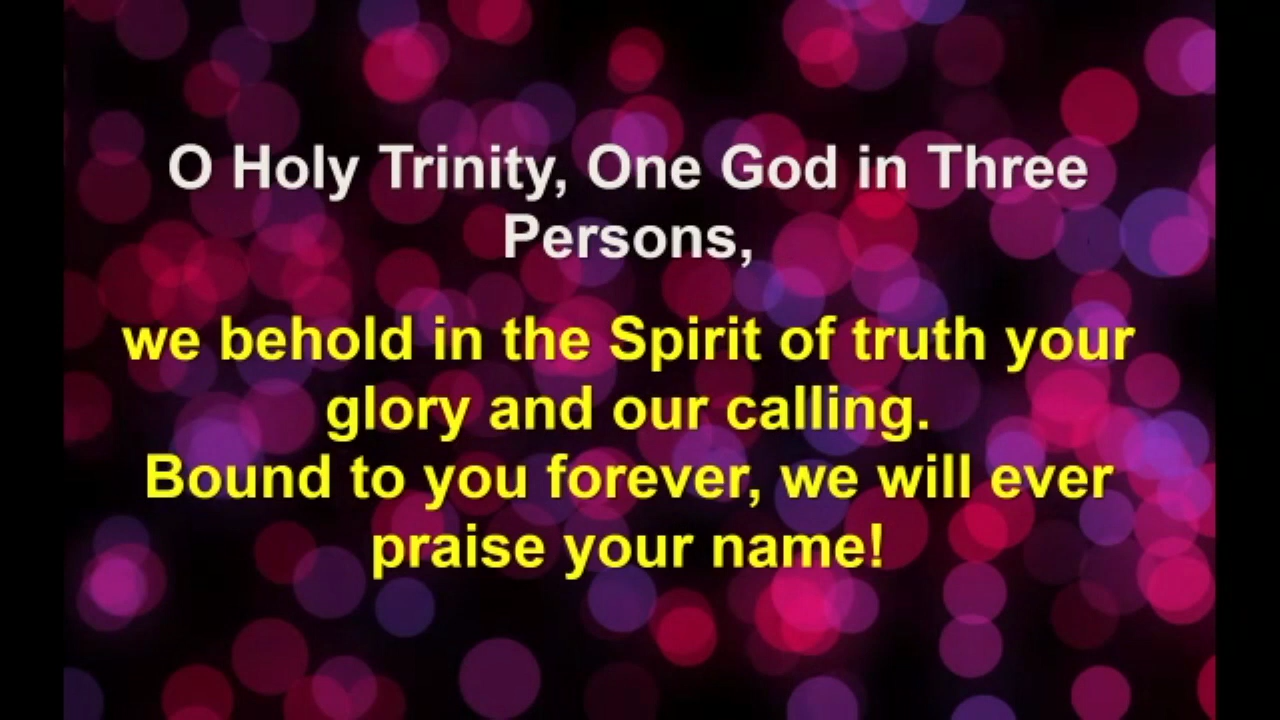 O Holy Trinity, One God in Three
Persons,
we behold in the Spirit of truth your
glory and our calling.
Bound to you forever, we will ever
praise your name!